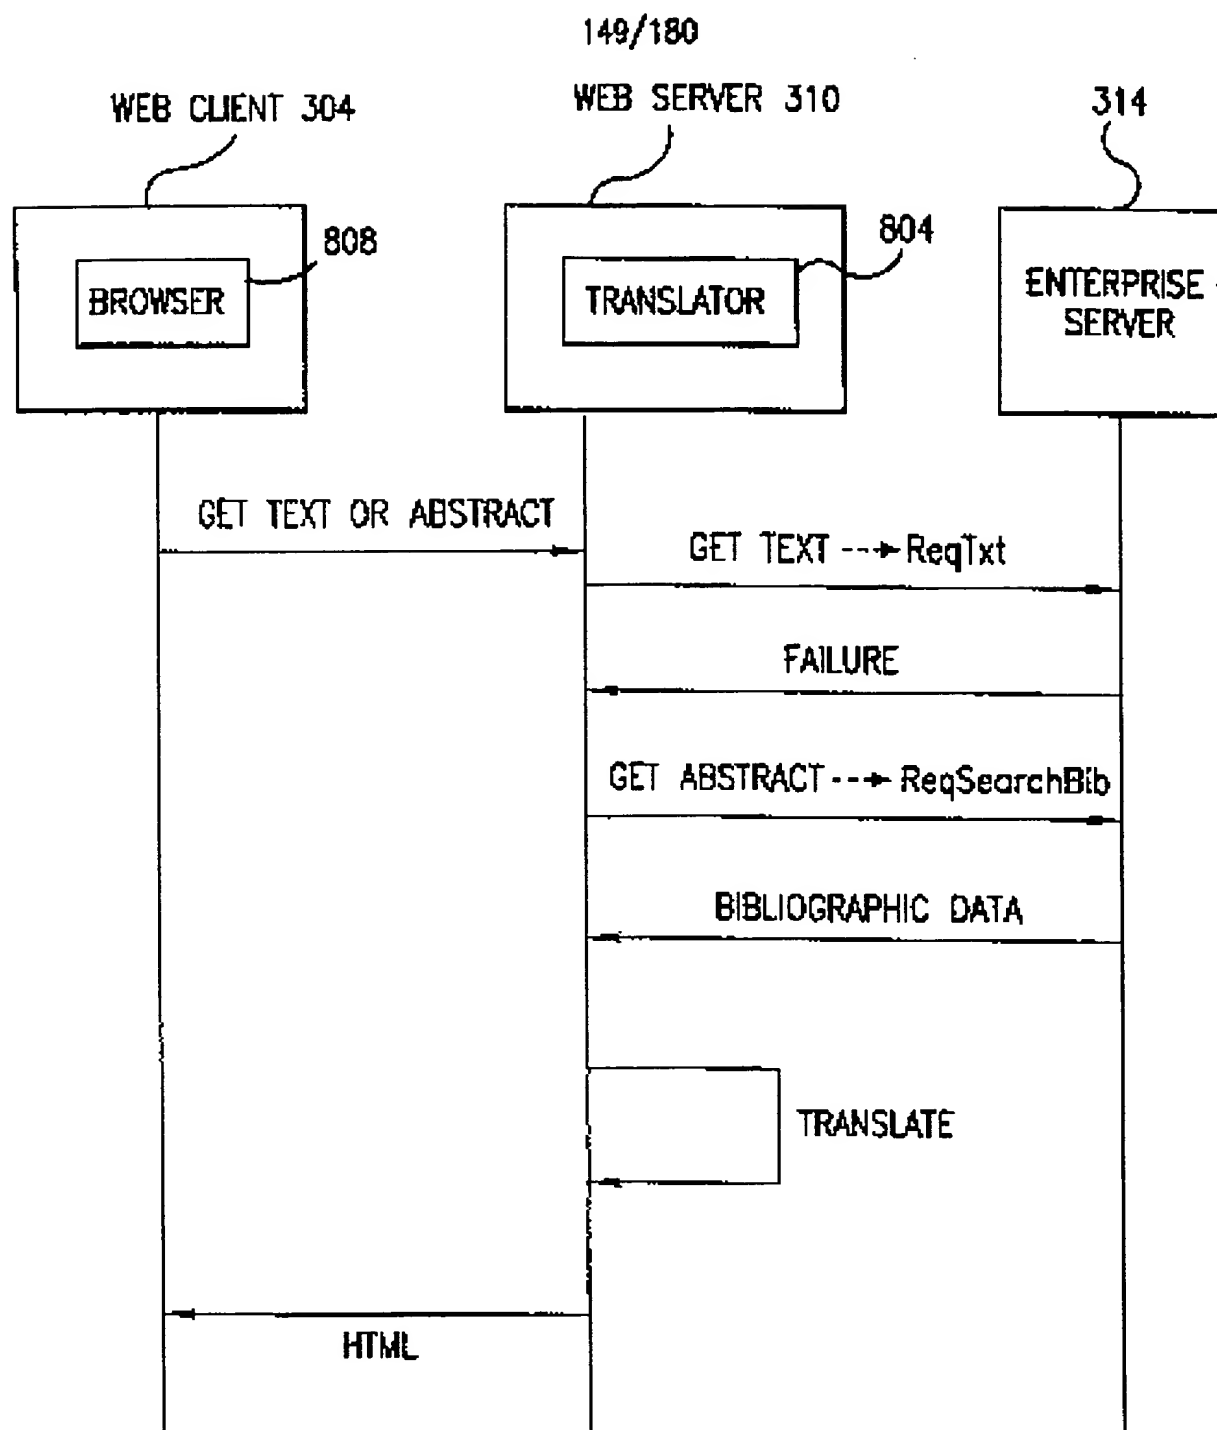 149/180
WEB CLIENT 304
WEB SERVER 310
314
808
804
BROWSER
TRANSLATOR
ENTERPRISE
SERVER
GET TEXT OR ABSTRACT
GET TEXT ---> ReqTxt
FAILURE
GET ABSTRACT ---> ReqSearchBib
BIBLIOGRAPHIC DATA
TRANSLATE
HTML